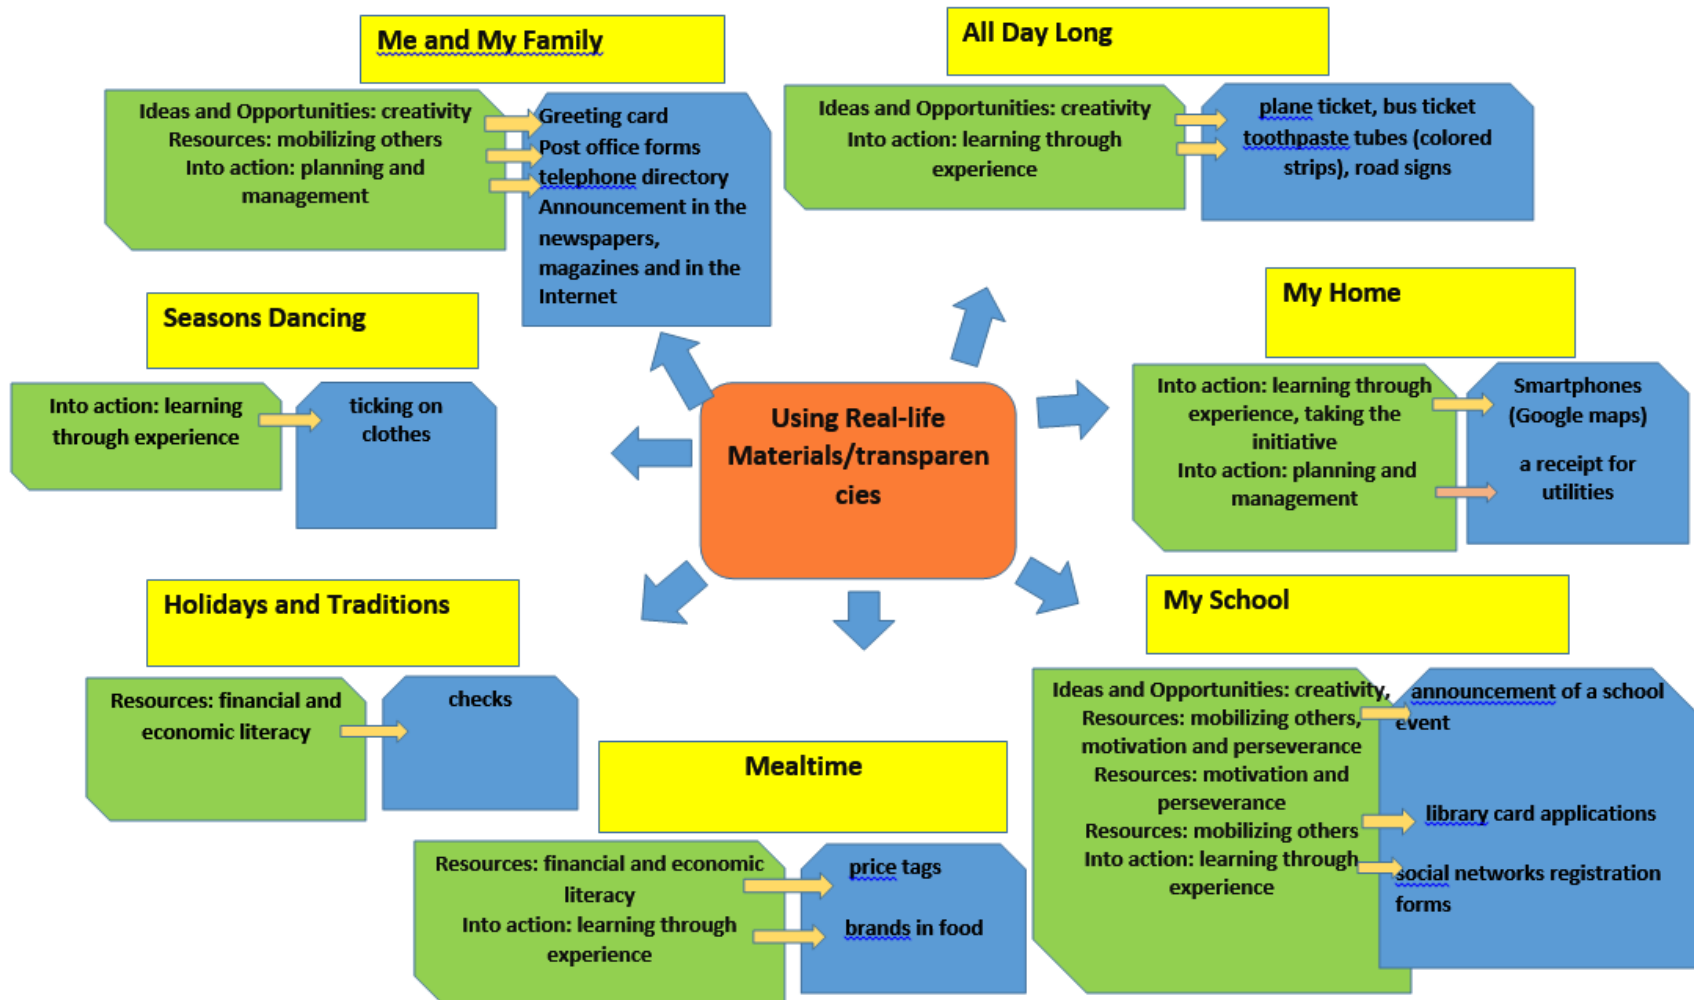 Me and My Family
Ideas and Opportunities: creativity
Resources: mobilizing others
Into action: planning and
management
Greeting card
Post office forms
telephone directory
Announcement in the
newspapers,
magazines and in the
Internet
All Day Long
Ideas and Opportunities: creativity
Into action: learning through
experience
plane ticket, bus ticket
toothpaste tubes (colored
strips), road signs
Seasons Dancing
Into action: learning
through experience
ticking on
clothes
Using Real-life
Materials/transparen
cies
My Home
Into action: learning through
experience, taking the
initiative
Into action: planning and
management
Smartphones
(Google maps)
a receipt for
utilities
Holidays and Traditions
Resources: financial and
economic literacy
checks
Mealtime
Resources: financial and economic
literacy
Into action: learning through
experience
price tags
brands in food
My School
Ideas and Opportunities: creativity,
Resources: mobilizing others,
motivation and perseverance
Resources: motivation and
perseverance
Resources: mobilizing others
Into action: learning through
experience
announcement of a school
event
library card applications
social networks registration
forms